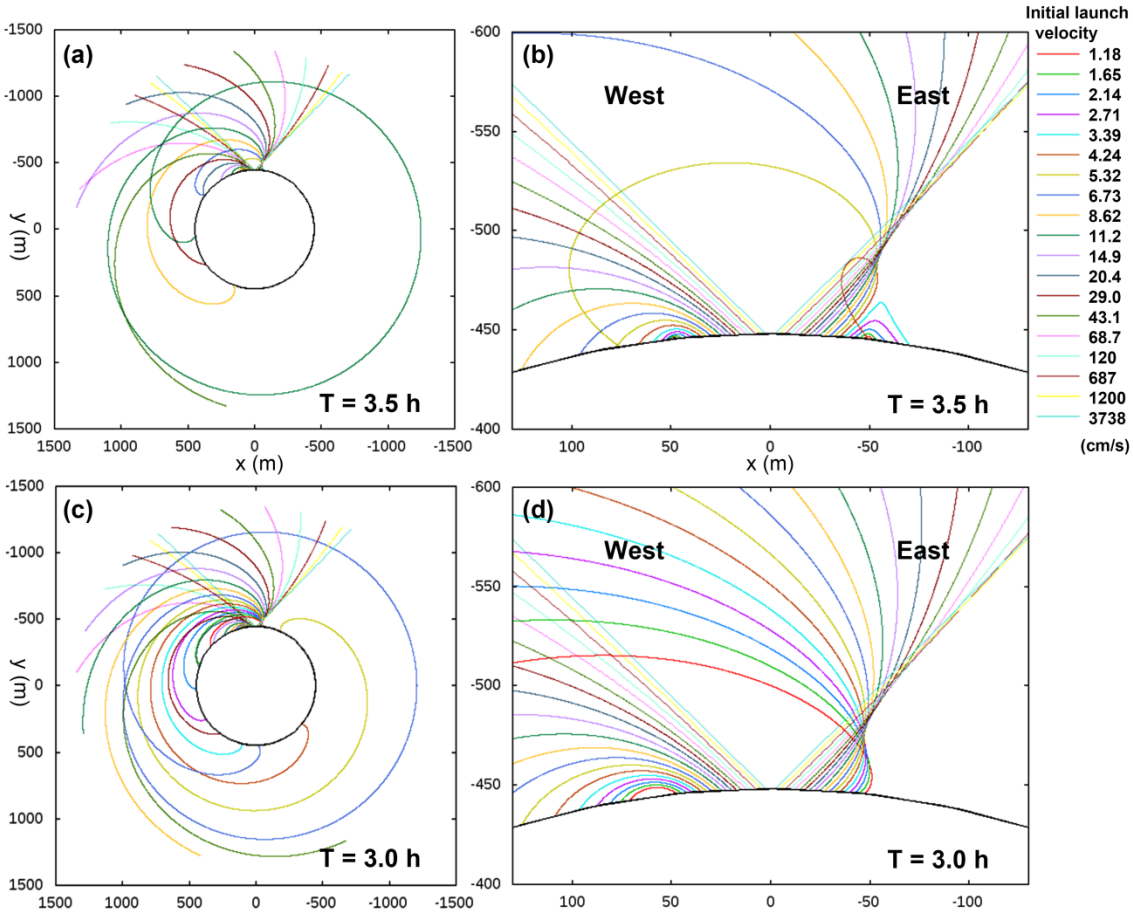 Initial launch
velocity
1.18
1.65
2.14
2.71
3.39
4.24
5.32
6.73
8.62
11.2
14.9
20.4
29.0
43.1
68.7
120
687
1200
3738
(cm/s)
(a)
-1500
-1000
-500
0
500
1000
1500
y (m)
T = 3.5 h
1500 1000 500 0 -500 -1000 -1500
x (m)
(b)
-600
-550
-500
-450
-400
West East
T = 3.5 h
100 50 0 -50 -100
x (m)
(c)
-1500
-1000
-500
0
500
1000
1500
y (m)
T = 3.0 h
1500 1000 500 0 -500 -1000 -1500
(d)
-600
-550
-500
-450
-400
West East
T = 3.0 h
100 50 0 -50 -100